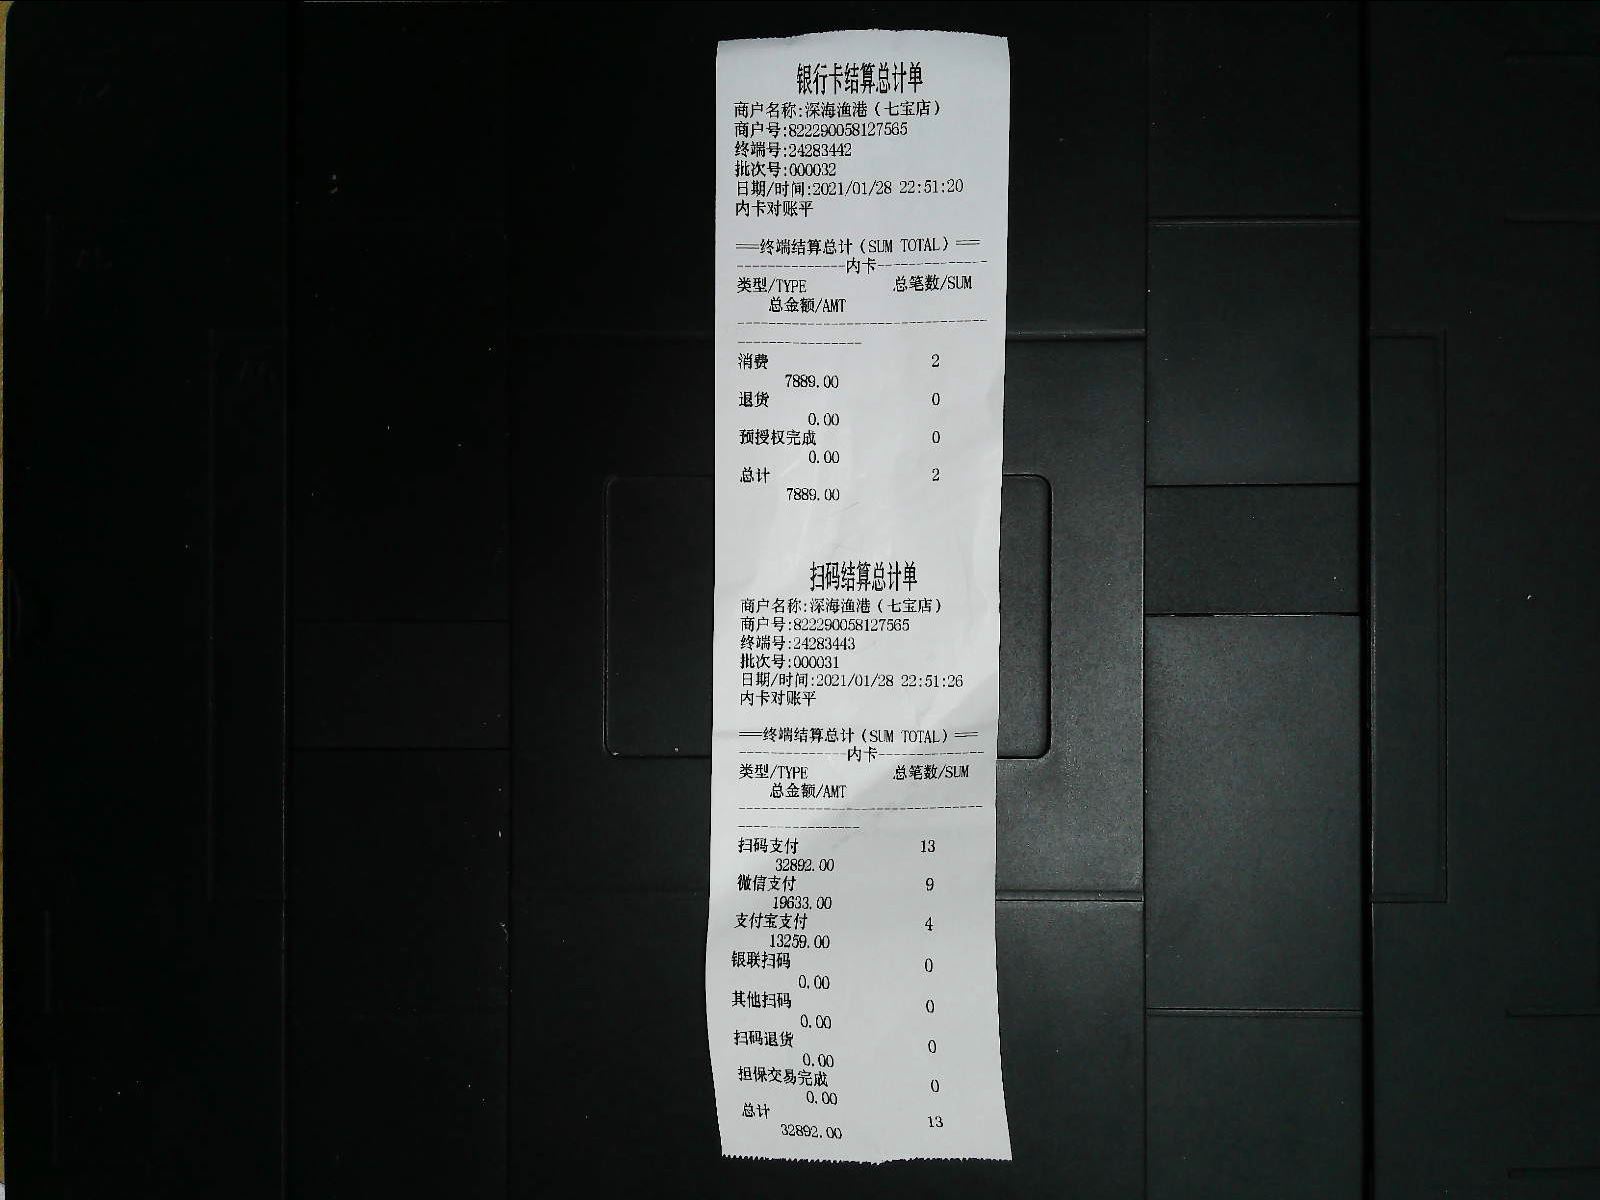 银行卡结算总计单
商户名称:深海渔港(七宝店)
商户号:822290058127565
终端号:24283442
批次号:000032
日期/时间:2021/01/28 22:51:20
内卡对账平
==终端结算总计(SUM TOTAL)==
--------------内卡--------------
类型/TYPE 总笔数/SUM
总金额/AMT
--------------------------------
----------------
消费 2
7889.00
退货 0
0.00
预授权完成 0
0.00
总计 2
7889.00
扫码结算总计单
商户名称:深海渔港(七宝店)
商户号:822290058127565
终端号:24283443
批次号:000031
日期/时间:2021/01/28 22:51:26
内卡对账平
==终端结算总计(SUM TOTAL)==
--------------内卡--------------
类型/TYPE 总笔数/SUM
总金额/AMT
--------------------------------
----------------
扫码支付 13
32892.00
微信支付 9
19633.00
支付宝支付 4
13259.00
银联扫码 0
0.00
其他扫码 0
0.00
扫码退货 0
0.00
担保交易完成 0
0.00
总计 13
32892.00